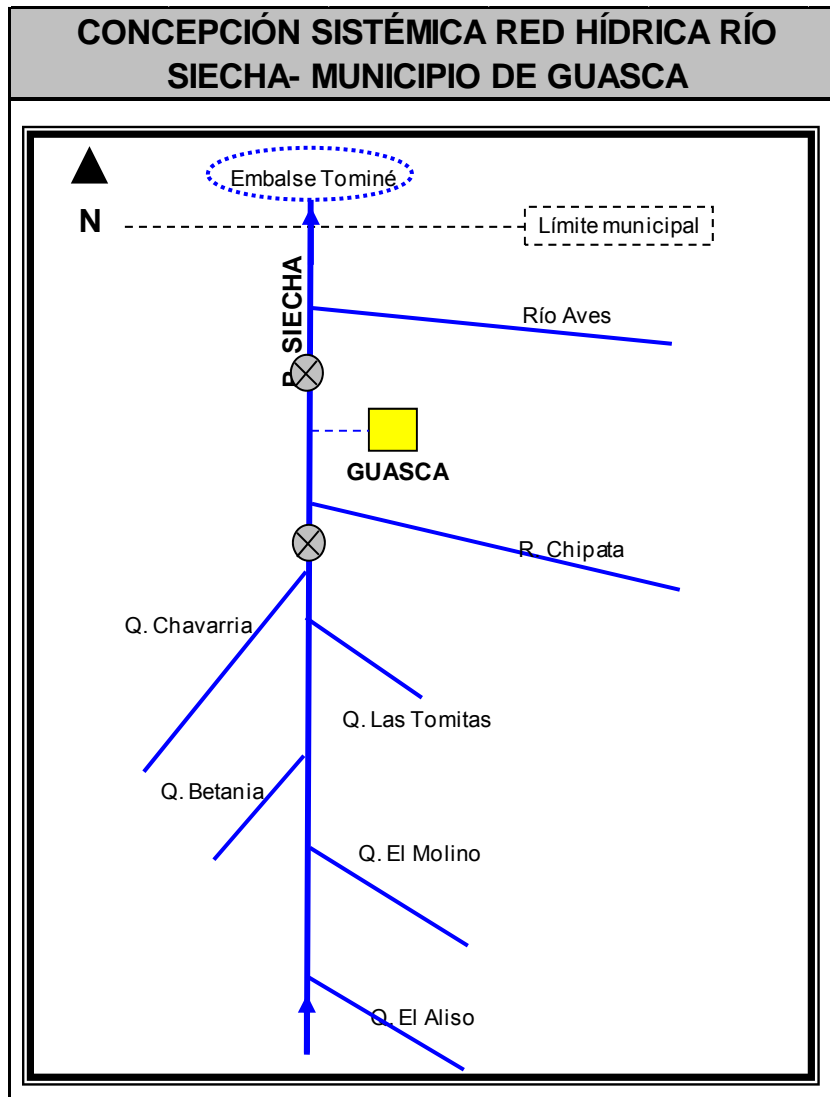 CONCEPCIÓN SISTÉMICA RED HÍDRICA RÍO
SIECHA- MUNICIPIO DE GUASCA
Embalse Tominé
N
Límite municipal
R. SIECHA
Río Aves
GUASCA
R. Chipata
Q. Chavarria
Q. Las Tomitas
Q. Betania
Q. El Molino
Q. El Aliso